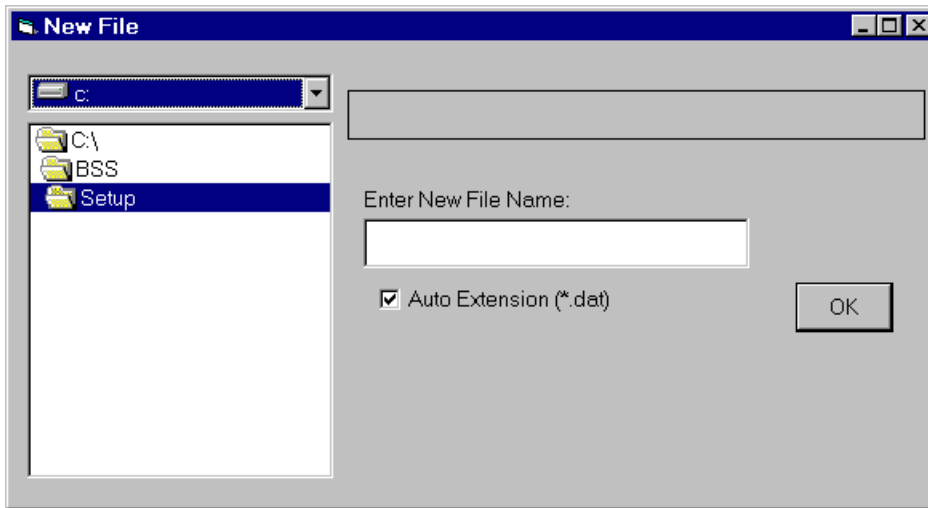 New File
c:
C:\
BSS
Setup
Enter New File Name:
Auto Extension (*.dat)
OK